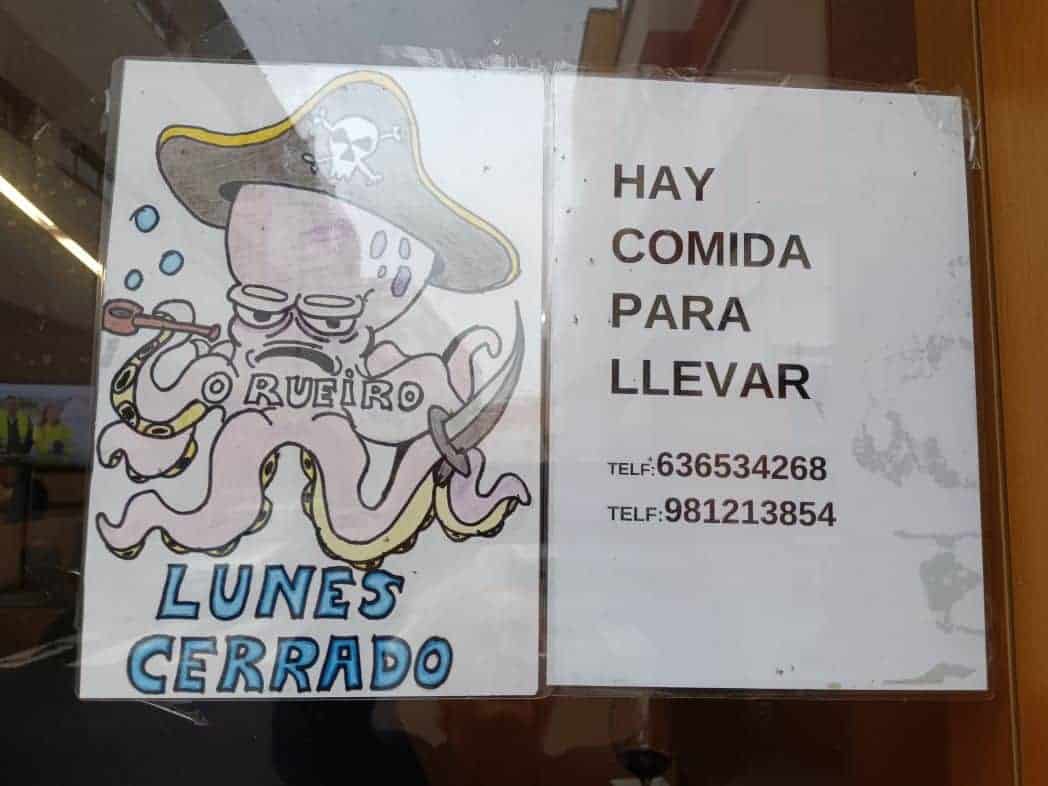 O RUEIRO
LUNES
CERRADO
HAY
COMIDA
PARA
LLEVAR
TELF:636534268
TELF:981213854